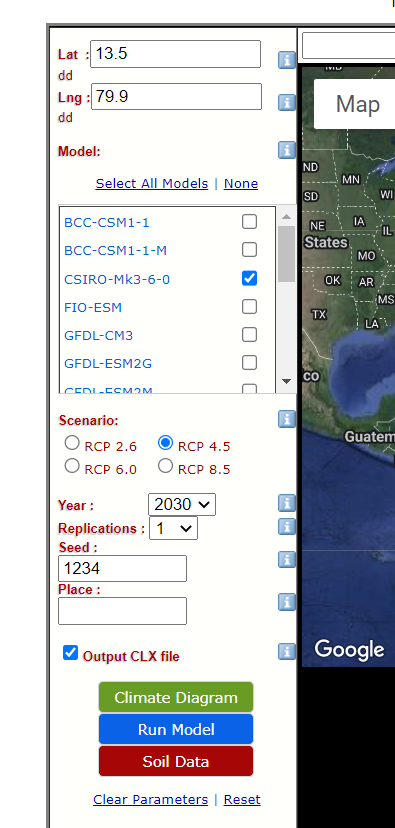 Lat : 13.5
dd
Lng : 79.9
dd
Model:
Select All Models | None
BCC-CSM1-1
BCC-CSM1-1-M
CSIRO-Mk3-6-0
FIO-ESM
GFDL-CM3
GFDL-ESM2G
GFDL-ESM2M
Scenario:
RCP 2.6 RCP 4.5
RCP 6.0 RCP 8.5
Year : 2030
Replications : 1
Seed :
1234
Place :
Output CLX file
Climate Diagram
Run Model
Soil Data
Clear Parameters | Reset
MB
Map
ND
MN
SD
WI
NE
IA
IL
States
MO
OK
AR
MS
TX
LA
co
Guatem
Google